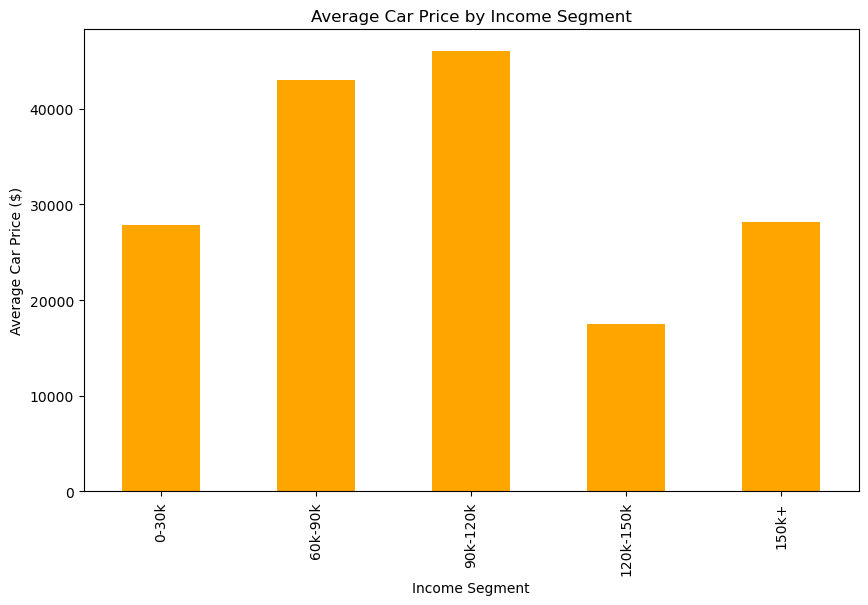 Average Car Price by Income Segment
Average Car Price ($)
40000
30000
20000
10000
0
0-30k
60k-90k
90k-120k
120k-150k
150k+
Income Segment